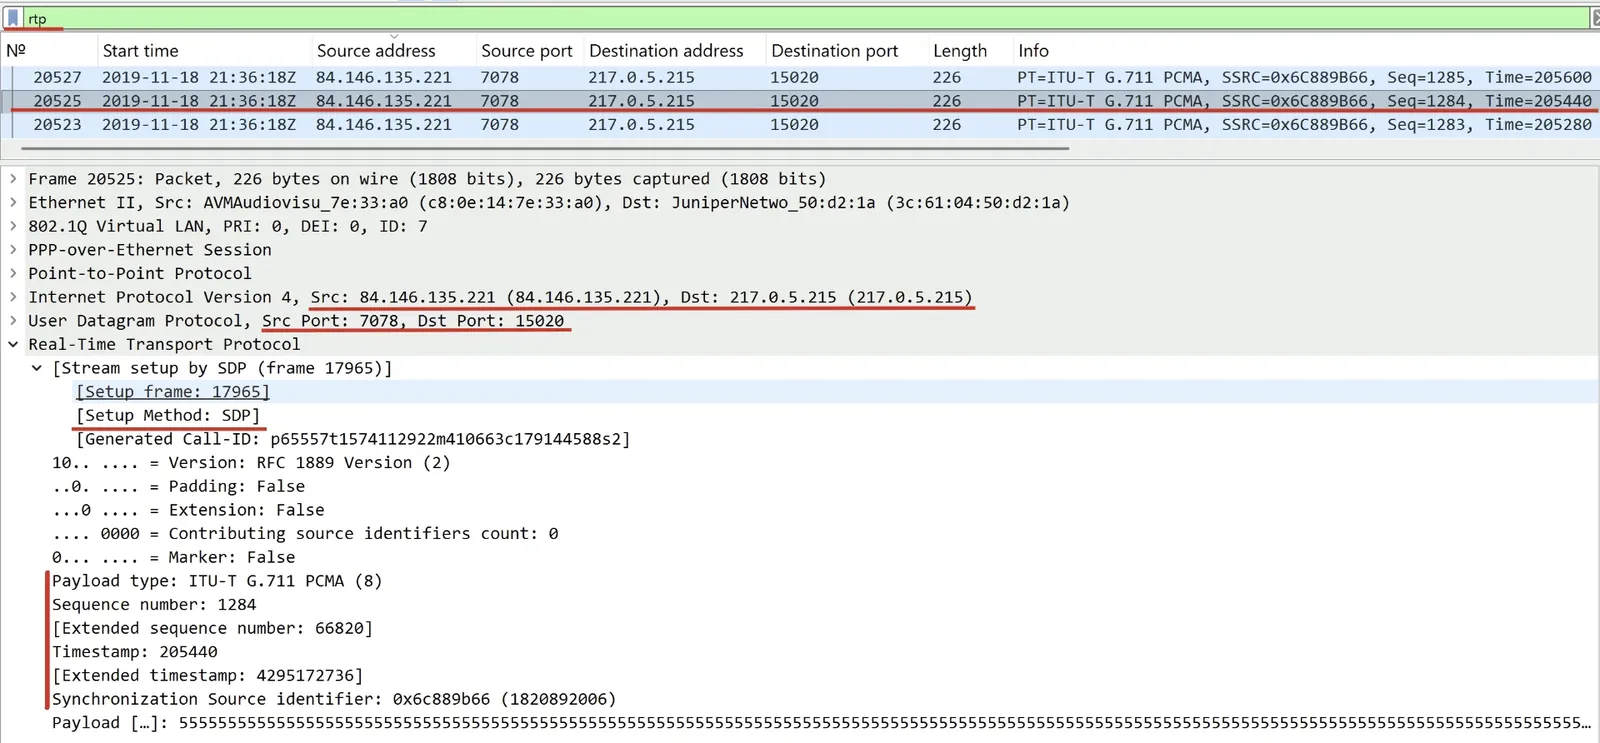 rtp
№ Start time Source address Source port Destination address Destination port Length Info
20527 2019-11-18 21:36:18Z 84.146.135.221 7078 217.0.5.215 15020 226 PT=ITU-T G.711 PCMA, SSRC=0x6C889B66, Seq=1285, Time=205600
20525 2019-11-18 21:36:18Z 84.146.135.221 7078 217.0.5.215 15020 226 PT=ITU-T G.711 PCMA, SSRC=0x6C889B66, Seq=1284, Time=205440
20523 2019-11-18 21:36:18Z 84.146.135.221 7078 217.0.5.215 15020 226 PT=ITU-T G.711 PCMA, SSRC=0x6C889B66, Seq=1283, Time=205280
Frame 20525: Packet, 226 bytes on wire (1808 bits), 226 bytes captured (1808 bits)
Ethernet II, Src: AVMAudiovisu_7e:33:a0 (c8:0e:14:7e:33:a0), Dst: JuniperNetwo_50:d2:1a (3c:61:04:50:d2:1a)
802.1Q Virtual LAN, PRI: 0, DEI: 0, ID: 7
PPP-over-Ethernet Session
Point-to-Point Protocol
Internet Protocol Version 4, Src: 84.146.135.221 (84.146.135.221), Dst: 217.0.5.215 (217.0.5.215)
User Datagram Protocol, Src Port: 7078, Dst Port: 15020
Real-Time Transport Protocol
[Stream setup by SDP (frame 17965)]
[Setup frame: 17965]
[Setup Method: SDP]
[Generated Call-ID: p65557t1574112922m410663c179144588s2]
10.. .... = Version: RFC 1889 Version (2)
..0. .... = Padding: False
...0 .... = Extension: False
.... 0000 = Contributing source identifiers count: 0
0... .... = Marker: False
Payload type: ITU-T G.711 PCMA (8)
Sequence number: 1284
[Extended sequence number: 66820]
Timestamp: 205440
[Extended timestamp: 4295172736]
Synchronization Source identifier: 0x6c889b66 (1820892006)
Payload […]: 555555555555555555555555555555555555555555555555555555555555555555555555555555555555555555555555555555555555555555555555555555555555555555555555…